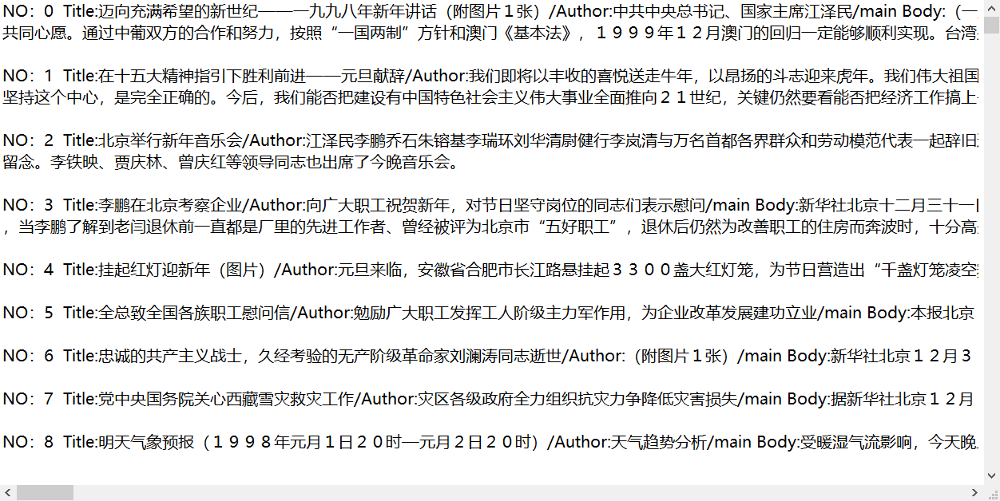 NO：0 Title:迈向充满希望的新世纪——一九九八年新年讲话（附图片１张）/Author:中共中央总书记、国家主席江泽民/main Body:（一
共同心愿。通过中葡双方的合作和努力，按照“一国两制”方针和澳门《基本法》，１９９９年１２月澳门的回归一定能够顺利实现。台湾
NO：1 Title:在十五大精神指引下胜利前进——元旦献辞/Author:我们即将以丰收的喜悦送走牛年，以昂扬的斗志迎来虎年。我们伟大祖国
坚持这个中心，是完全正确的。今后，我们能否把建设有中国特色社会主义伟大事业全面推向２１世纪，关键仍然要看能否把经济工作搞上
NO：2 Title:北京举行新年音乐会/Author:江泽民李鹏乔石朱镕基李瑞环刘华清尉健行李岚清与万名首都各界群众和劳动模范代表一起辞旧
留念。李铁映、贾庆林、曾庆红等领导同志也出席了今晚音乐会。
NO：3 Title:李鹏在北京考察企业/Author:向广大职工祝贺新年，对节日坚守岗位的同志们表示慰问/main Body:新华社北京十二月三十一日
，当李鹏了解到老闫退休前一直都是厂里的先进工作者、曾经被评为北京市“五好职工”，退休后仍然为改善职工的住房而奔波时，十分高
NO：4 Title:挂起红灯迎新年（图片）/Author:元旦来临，安徽省合肥市长江路悬挂起３３００盏大红灯笼，为节日营造出“千盏灯笼凌空
NO：5 Title:全总致全国各族职工慰问信/Author:勉励广大职工发挥工人阶级主力军作用，为企业改革发展建功立业/main Body:本报北京
NO：6 Title:忠诚的共产主义战士，久经考验的无产阶级革命家刘澜涛同志逝世/Author:（附图片１张）/main Body:新华社北京１２月３
NO：7 Title:党中央国务院关心西藏雪灾救灾工作/Author:灾区各级政府全力组织抗灾力争降低灾害损失/main Body:据新华社北京１２月
NO：8 Title:明天气象预报（１９９８年元月１日２０时—元月２日２０时）/Author:天气趋势分析/main Body:受暖湿气流影响，今天晚